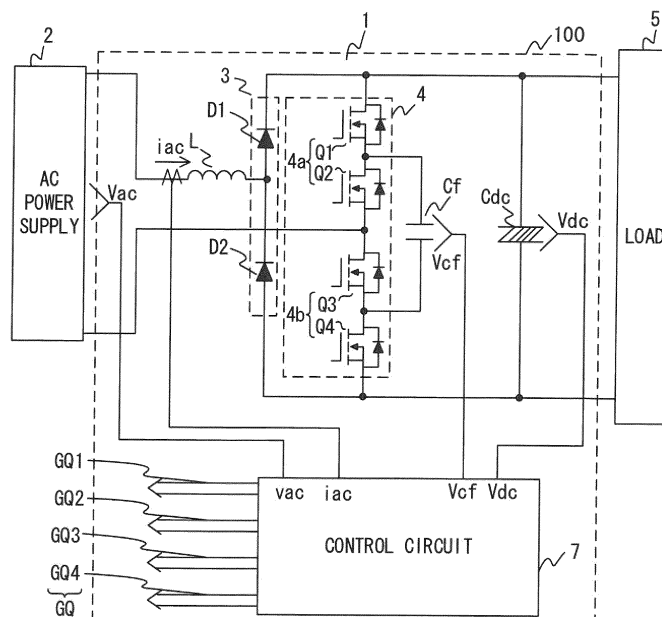 1
100
5
2
3
4
D1
L
iac
Q1
4a
Q2
Cf
Cdc
Vdc
AC
POWER
SUPPLY
Vac
LOAD
D2
Vcf
Q3
4b
Q4
GQ1
vac iac Vcf Vdc
GQ2
GQ3
CONTROL CIRCUIT
GQ4
7
GQ